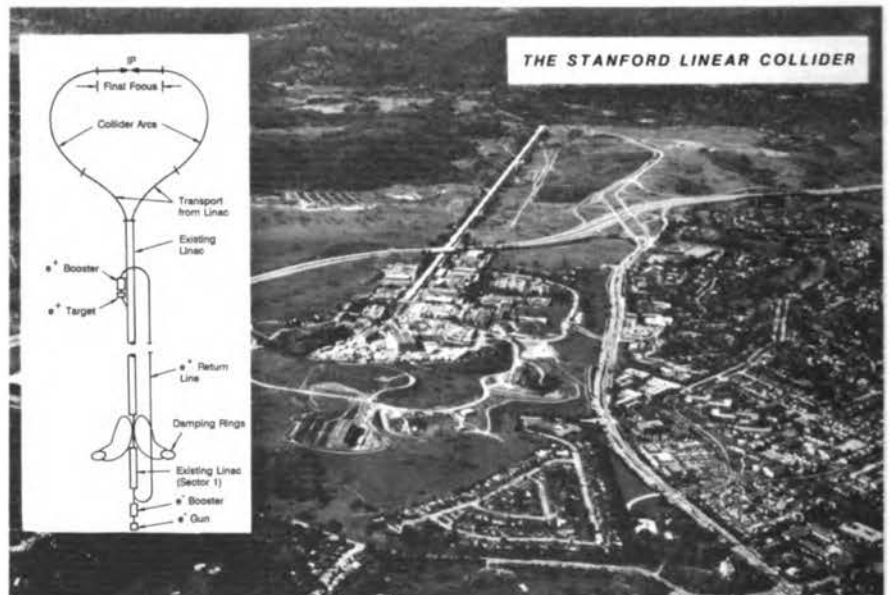 THE STANFORD LINEAR COLLIDER
IP
Final Focus
Collider Arcs
Transport
from Linac
Existing
Linac
e+ Booster
e+ Target
e+ Return
Line
Damping Rings
Existing Linac
(Sector 1)
e- Booster
e- Gun